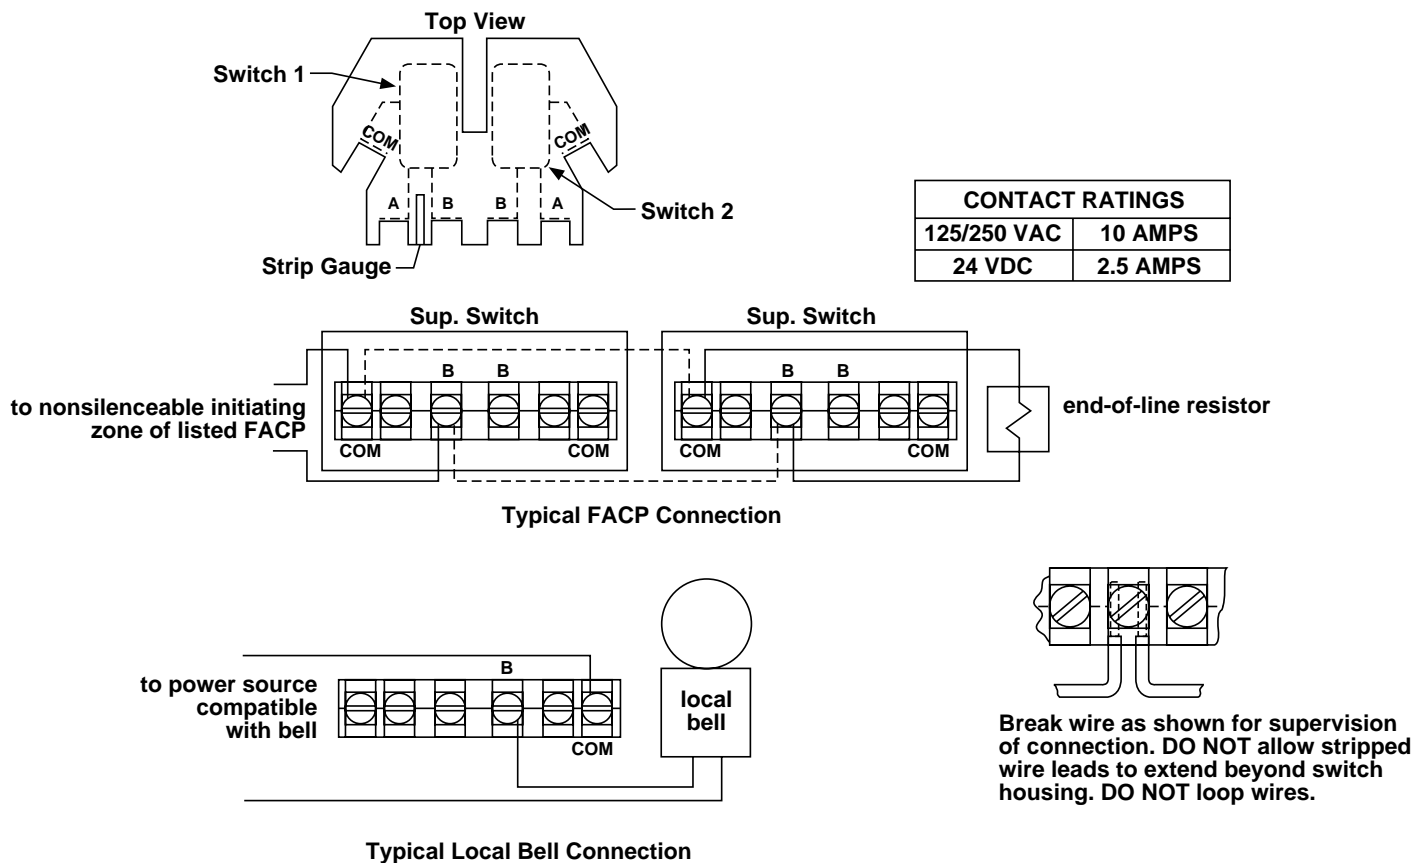 Top View
Switch 1
COM
COM
A
B
B
A
Switch 2
Strip Gauge
CONTACT RATINGS
125/250 VAC 10 AMPS
24 VDC 2.5 AMPS
Sup. Switch
Sup. Switch
B
B
B
B
to nonsilenceable initiating
zone of listed FACP
end-of-line resistor
COM
COM
COM
COM
Typical FACP Connection
B
to power source
compatible
with bell
local
bell
COM
Break wire as shown for supervision
of connection. DO NOT allow stripped
wire leads to extend beyond switch
housing. DO NOT loop wires.
Typical Local Bell Connection